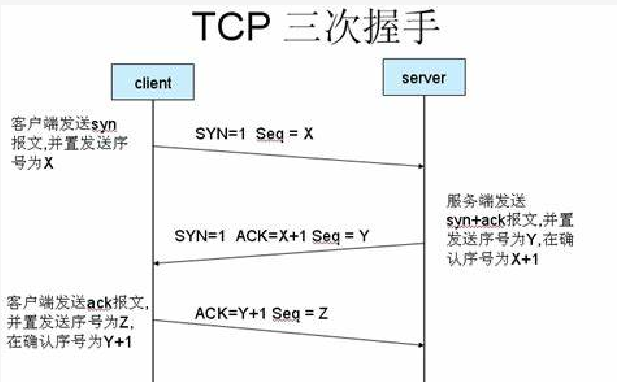 TCP 三次握手
client
server
客户端发送syn
报文,并置发送序
号为X
SYN=1 Seq = X
服务端发送
syn+ack报文,并置
发送序号为Y,在确
认序号为X+1
SYN=1 ACK=X+1 Seq = Y
客户端发送ack报文,
并置发送序号为Z,
在确认序号为Y+1
ACK=Y+1 Seq = Z